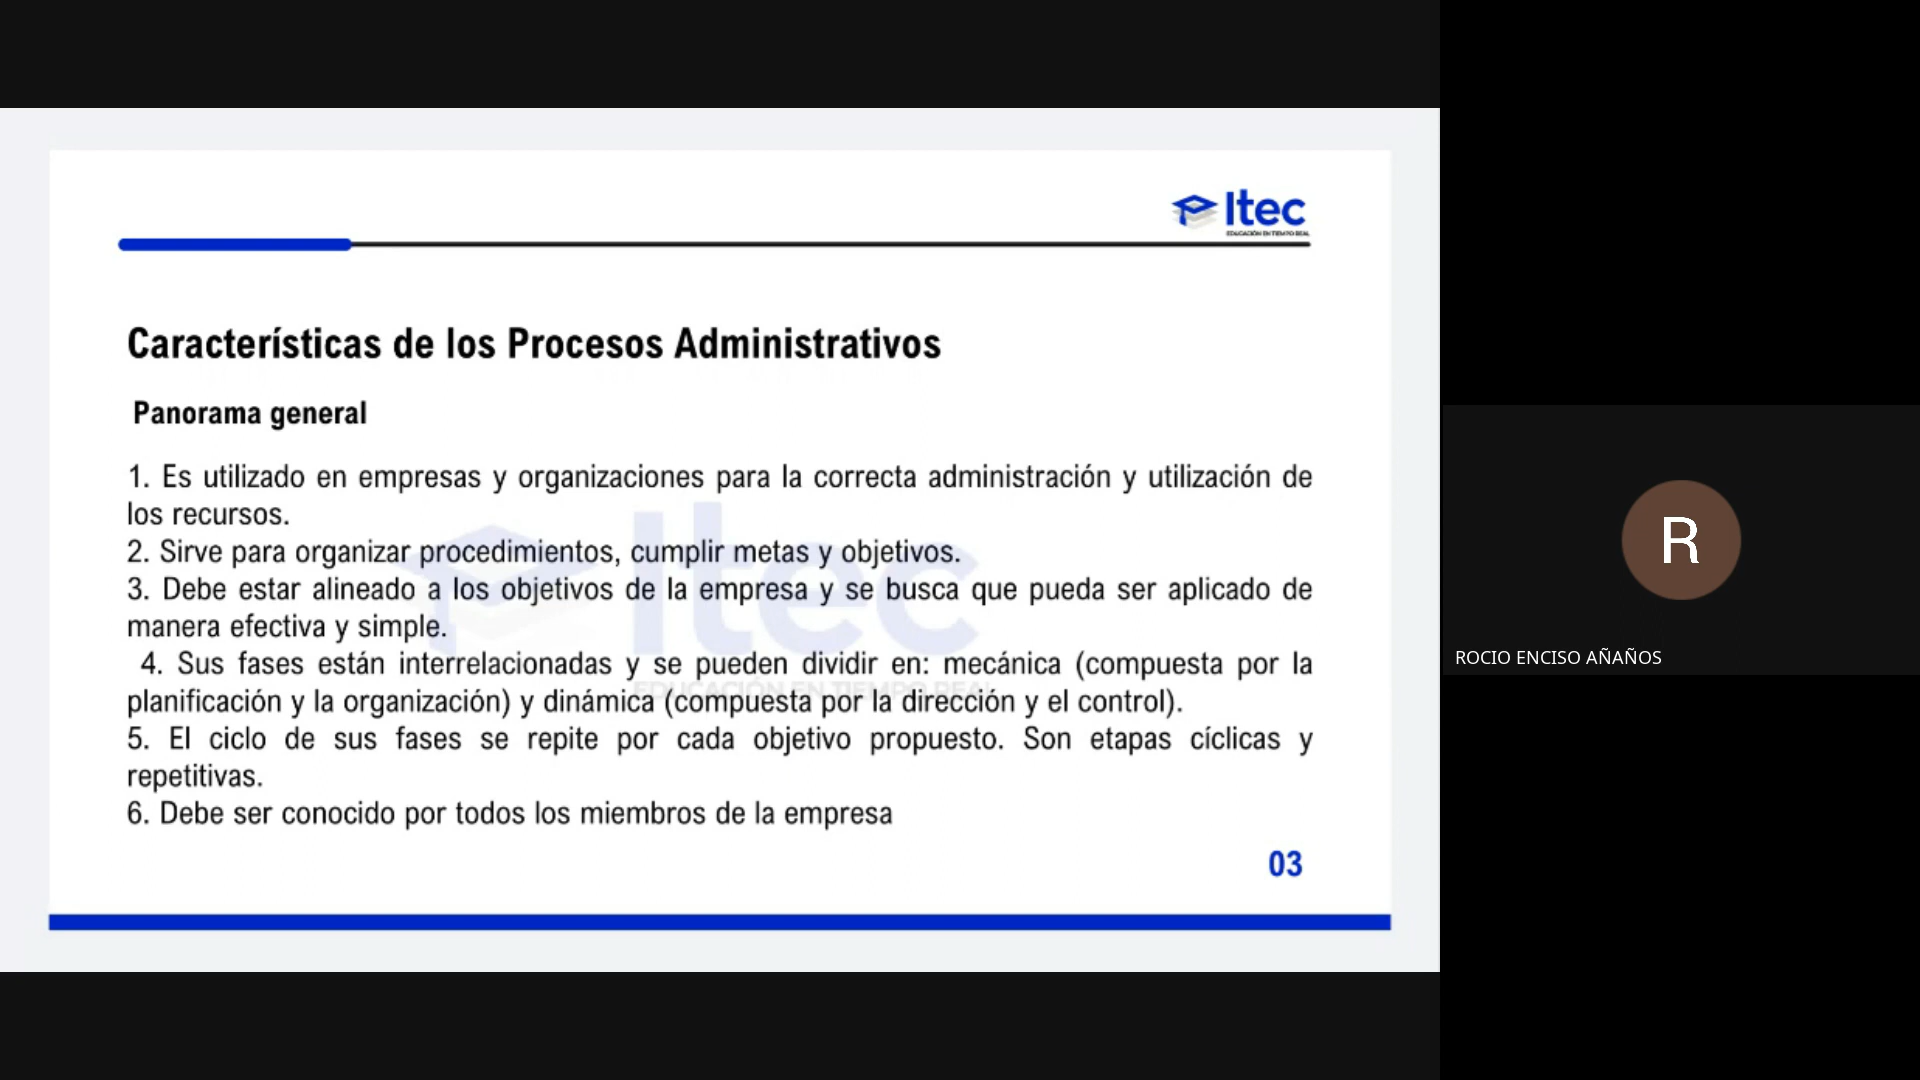 Itec
EDUCACIÓN EN TIEMPO REAL
Características de los Procesos Administrativos
Panorama general
1. Es utilizado en empresas y organizaciones para la correcta administración y utilización de
los recursos.
2. Sirve para organizar procedimientos, cumplir metas y objetivos.
3. Debe estar alineado a los objetivos de la empresa y se busca que pueda ser aplicado de
manera efectiva y simple.
4. Sus fases están interrelacionadas y se pueden dividir en: mecánica (compuesta por la
planificación y la organización) y dinámica (compuesta por la dirección y el control).
5. El ciclo de sus fases se repite por cada objetivo propuesto. Son etapas cíclicas y
repetitivas.
6. Debe ser conocido por todos los miembros de la empresa
03
Itec
EDUCACIÓN EN TIEMPO REAL
R
ROCIO ENCISO AÑAÑOS